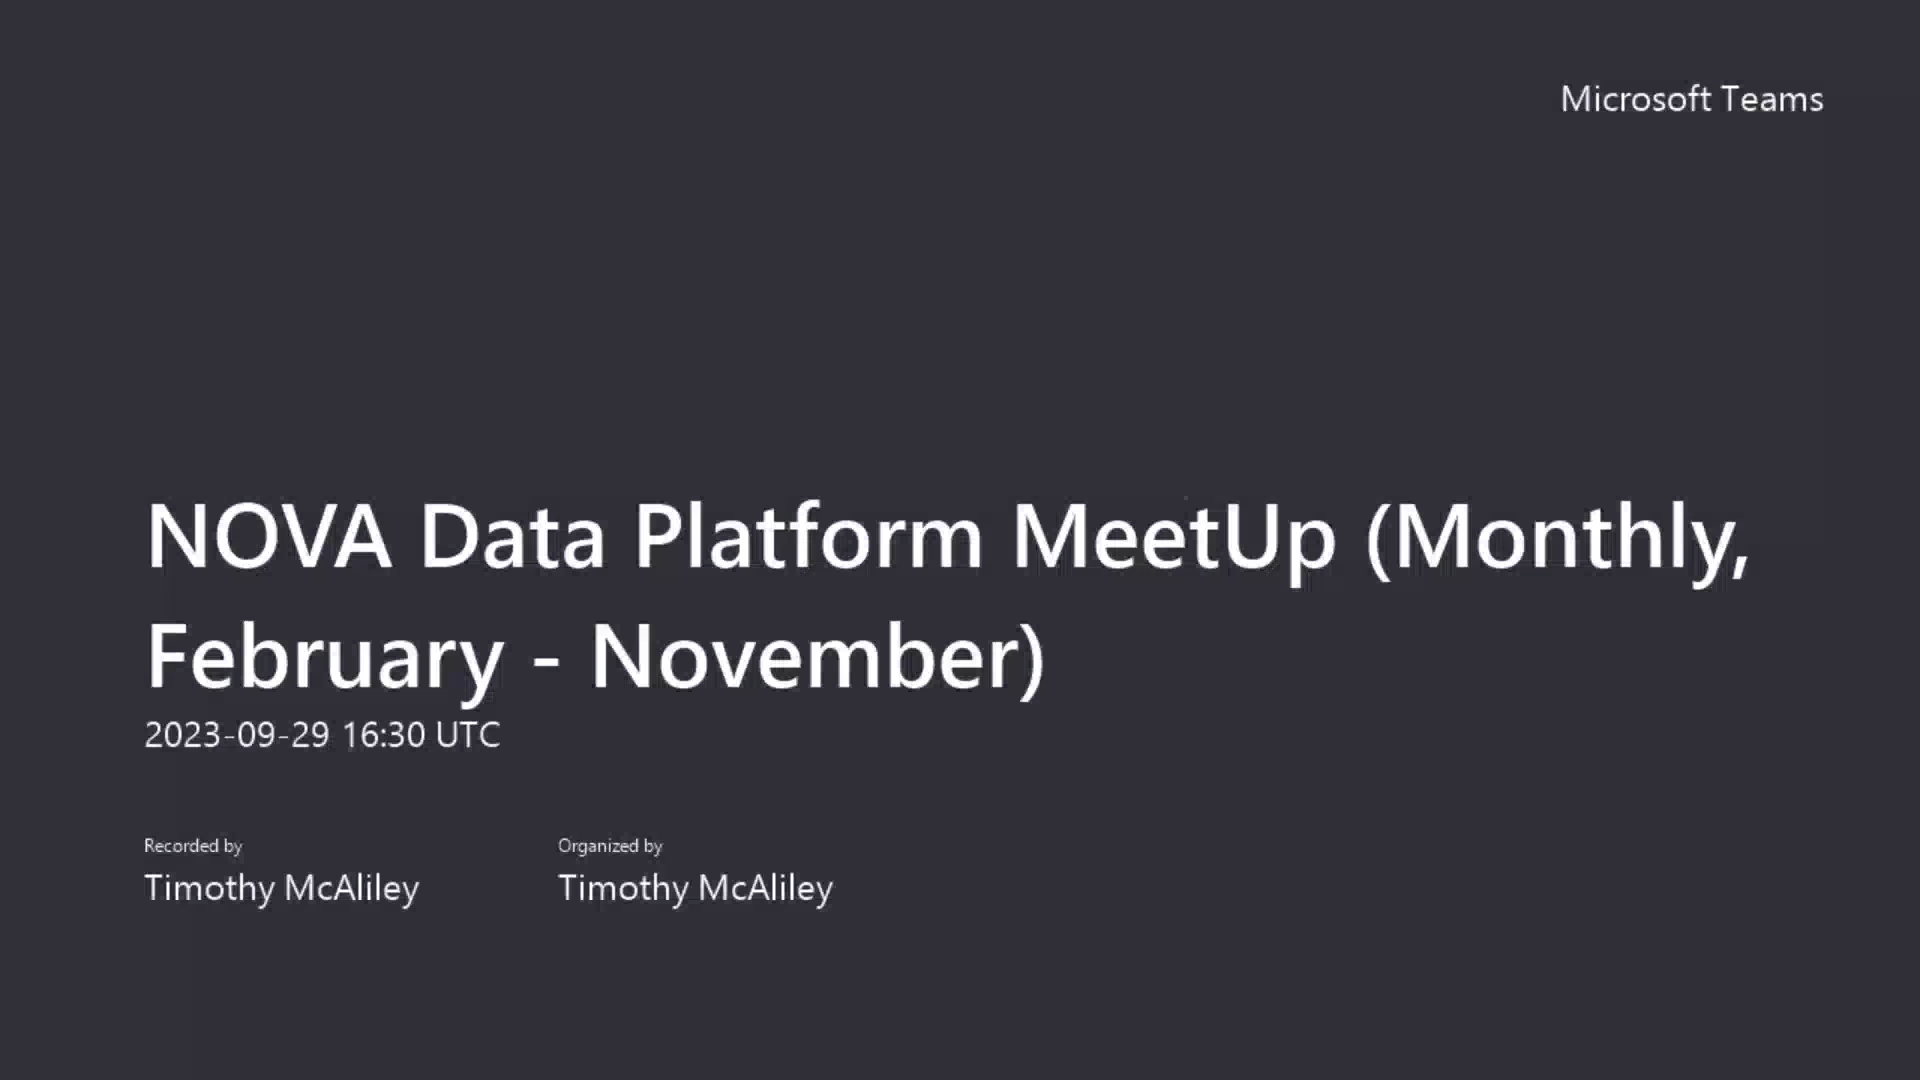 Microsoft Teams
NOVA Data Platform MeetUp (Monthly,
February - November)
2023-09-29 16:30 UTC
Recorded by
Organized by
Timothy McAliley
Timothy McAliley